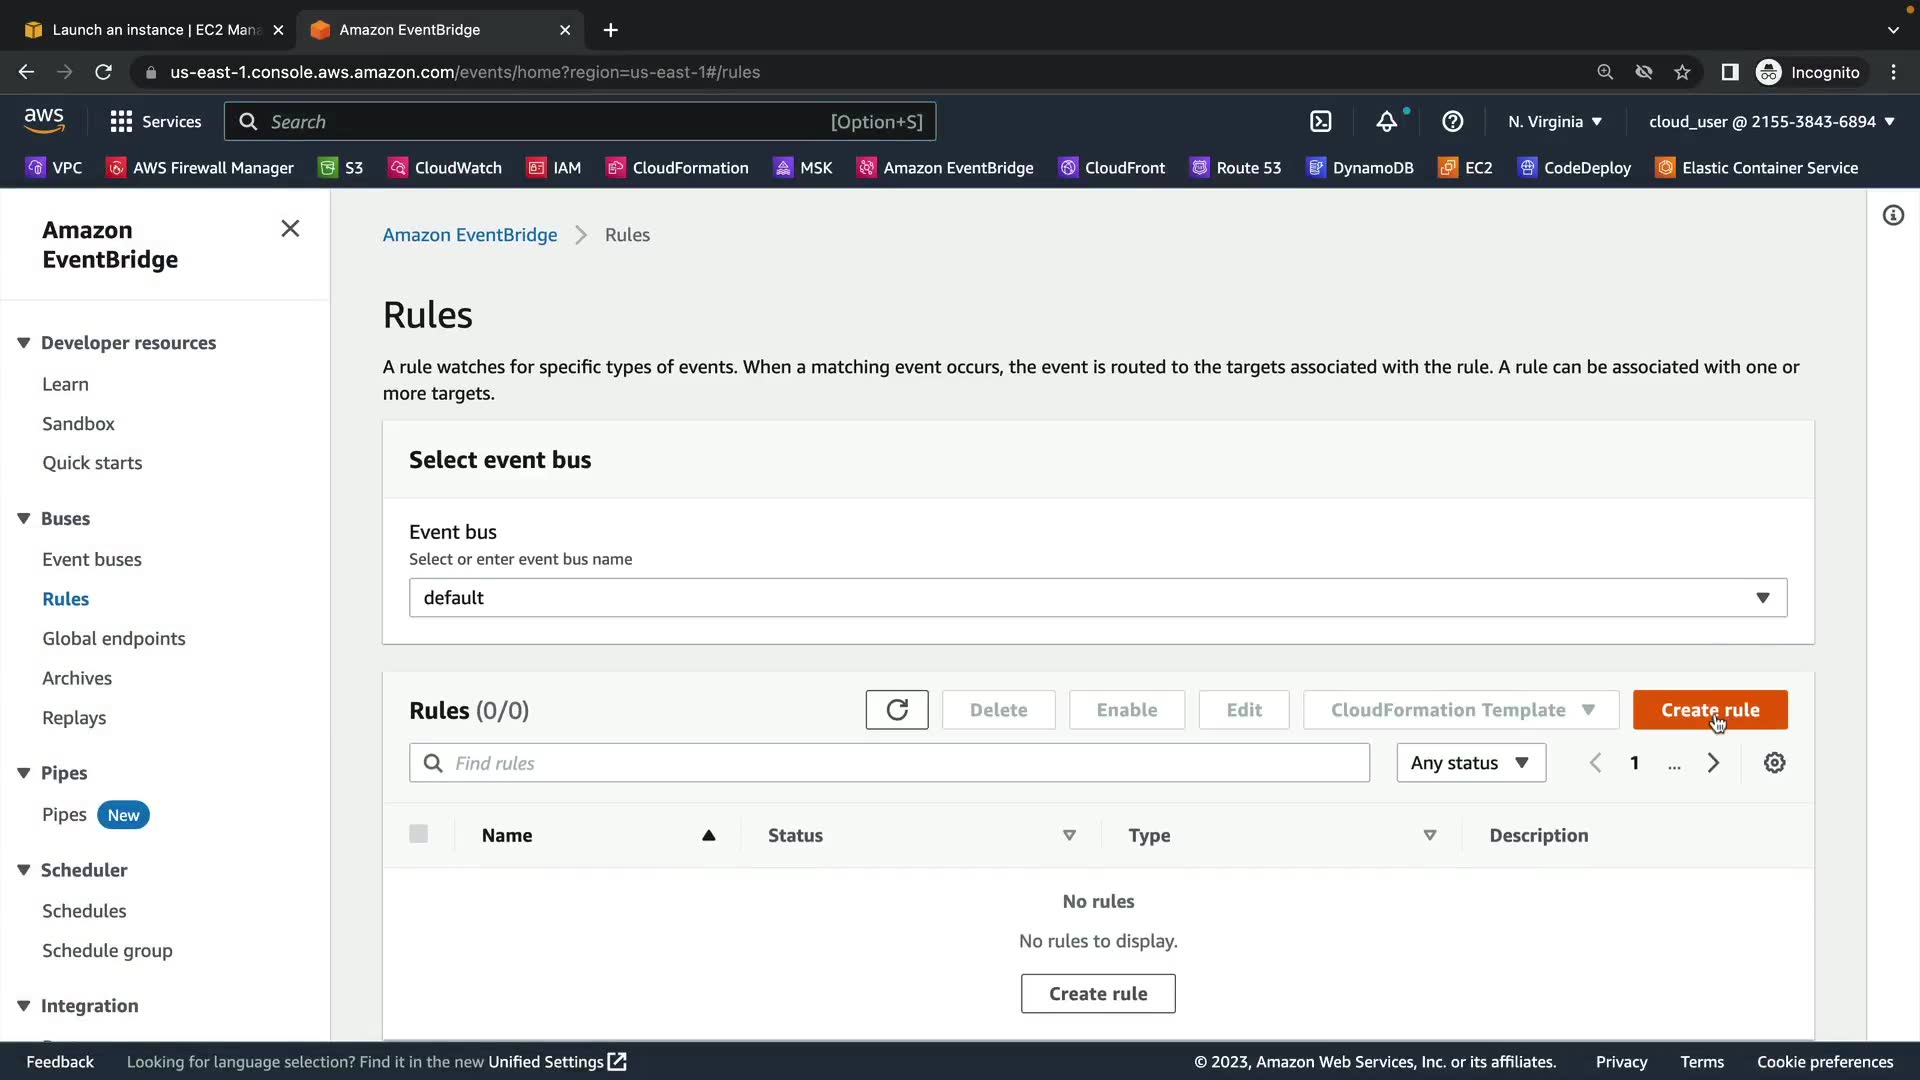 Launch an instance | EC2 Mana
Amazon EventBridge
us-east-1.console.aws.amazon.com/events/home?region=us-east-1#/rules
Incognito
aws
Services
Search
[Option+S]
N. Virginia
cloud_user @ 2155-3843-6894
VPC
AWS Firewall Manager
S3
CloudWatch
IAM
CloudFormation
MSK
Amazon EventBridge
CloudFront
Route 53
DynamoDB
EC2
CodeDeploy
Elastic Container Service
Amazon
EventBridge
Developer resources
Learn
Sandbox
Quick starts
Buses
Event buses
Rules
Global endpoints
Archives
Replays
Pipes
Pipes New
Scheduler
Schedules
Schedule group
Integration
Amazon EventBridge
Rules
Rules
A rule watches for specific types of events. When a matching event occurs, the event is routed to the targets associated with the rule. A rule can be associated with one or
more targets.
Select event bus
Event bus
Select or enter event bus name
default
Rules (0/0)
Delete
Enable
Edit
CloudFormation Template
Create rule
Find rules
Any status
1
...
Name
Status
Type
Description
No rules
No rules to display.
Create rule
Feedback
Looking for language selection? Find it in the new Unified Settings
© 2023, Amazon Web Services, Inc. or its affiliates.
Privacy
Terms
Cookie preferences